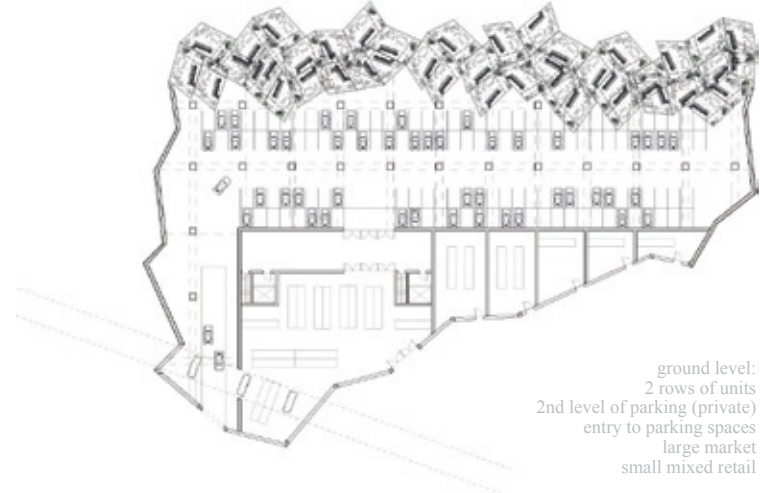 ground level:
2 rows of units
2nd level of parking (private)
entry to parking spaces
large market
small mixed retail